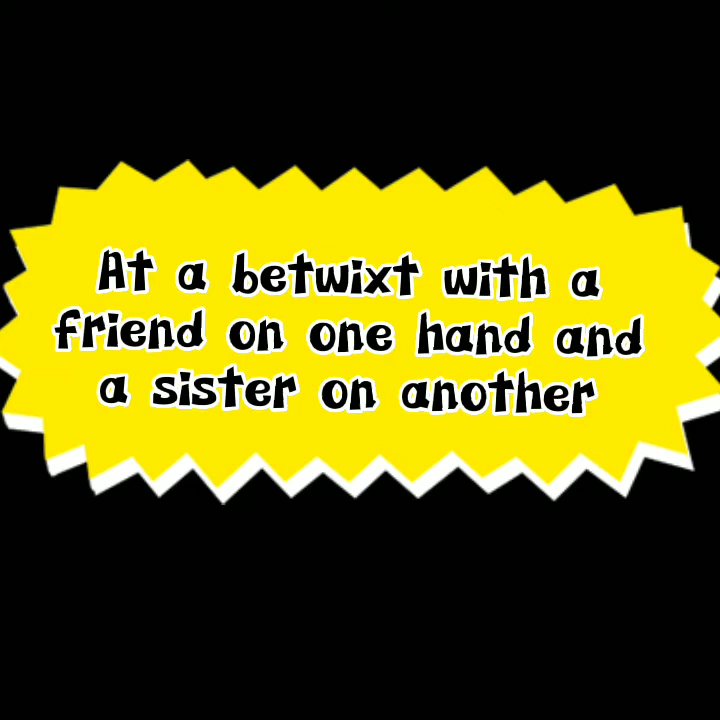 At a betwixt with a
friend on one hand and
a sister on another